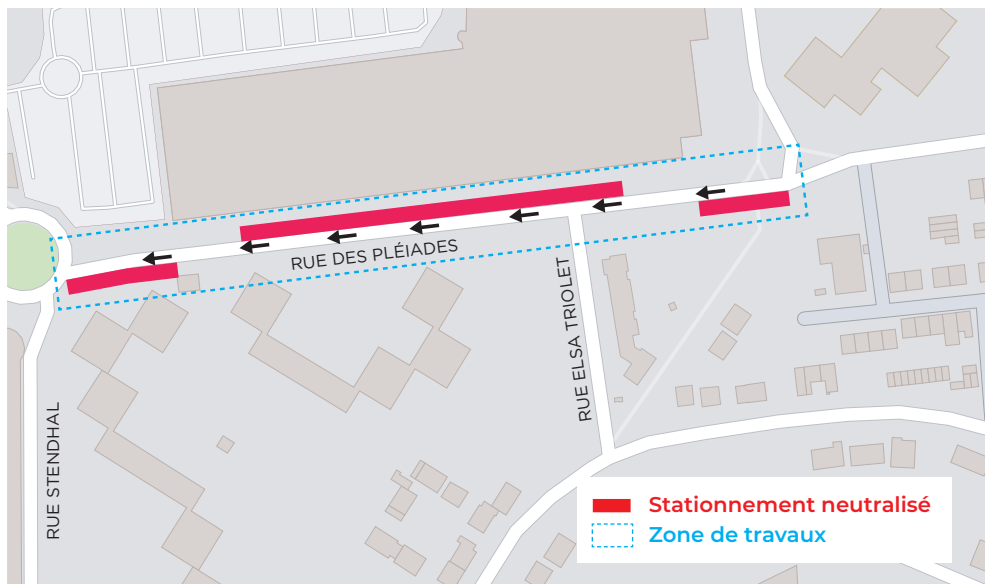 RUE DES PLÉIADES
RUE ELSA TRIOLET
RUE STENDHAL
Stationnement neutralisé
Zone de travaux